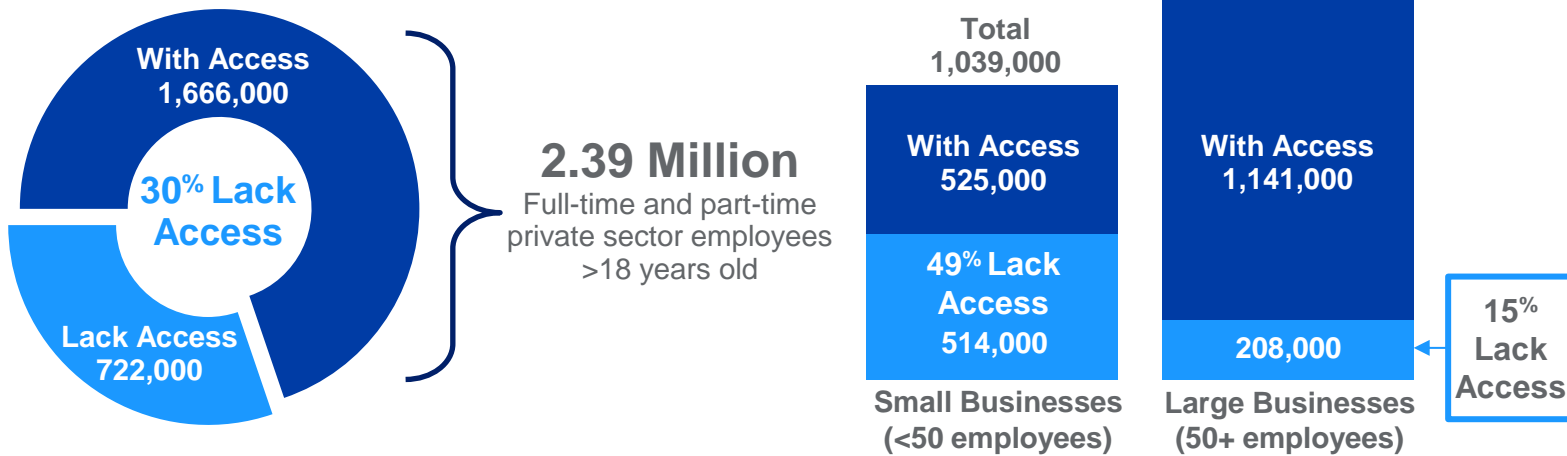 With Access
1,666,000
30% Lack
Access
Lack Access
722,000
2.39 Million
Full-time and part-time
private sector employees
>18 years old
Total
1,039,000
With Access
525,000
49% Lack
Access
514,000
Small Businesses
(<50 employees)
With Access
1,141,000
208,000
Large Businesses
(50+ employees)
15%
Lack
Access